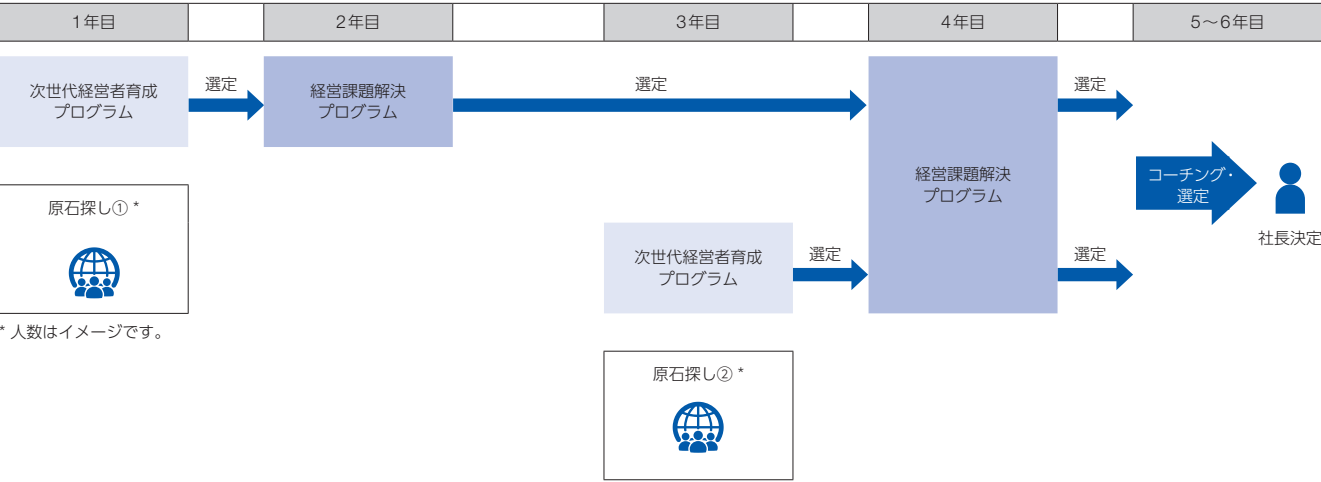 1年目
2年目
3年目
4年目
5〜6年目
次世代経営者育成
プログラム
選定
経営課題解決
プログラム
選定
経営課題解決
プログラム
選定
コーチング・
選定
社長決定
原石探し① *
* 人数はイメージです。
次世代経営者育成
プログラム
選定
選定
原石探し② *